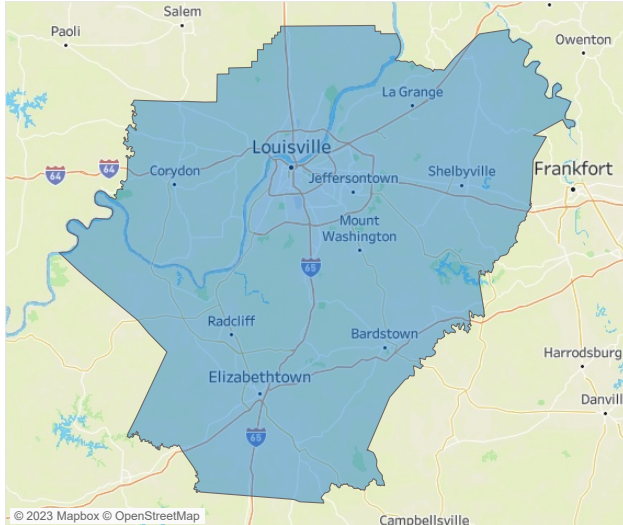 Salem
Paoli
Owenton
La Grange
Louisville
64
64
Corydon
Jeffersontown
Shelbyville
Frankfort
Mount
Washington
65
Radcliff
Bardstown
Harrodsburg
Elizabethtown
Danvill
65
© 2023 Mapbox © OpenStreetMap
Campbellsville